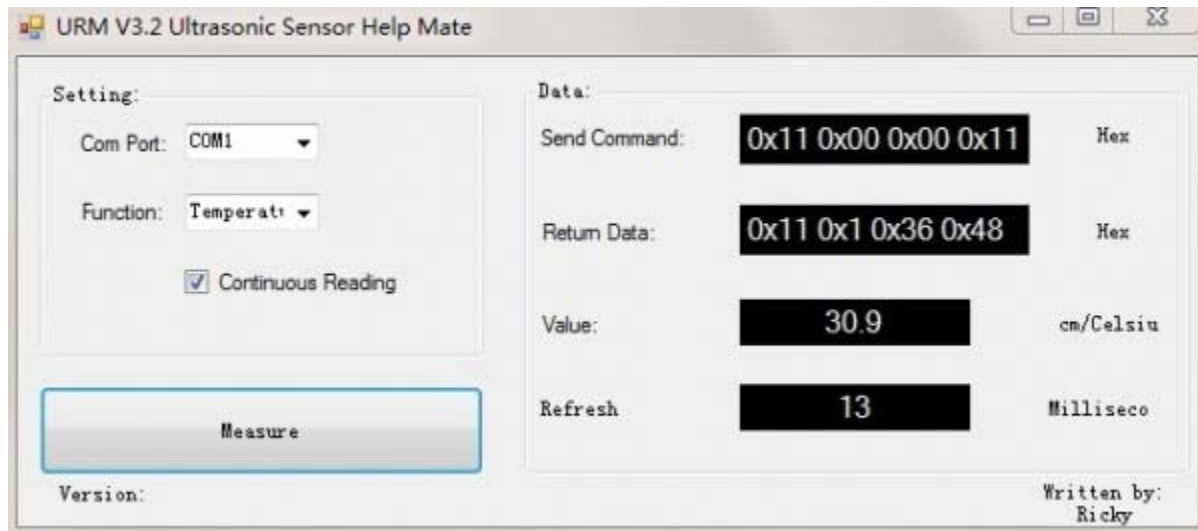 URM V3.2 Ultrasonic Sensor Help Mate
Setting:
Com Port: COM1
Function: Temperatu
Continuous Reading
Measure
Version:
Data:
Send Command: 0x11 0x00 0x00 0x11 Hex
Return Data: 0x11 0x1 0x36 0x48 Hex
Value: 30.9 cm/Celsiu
Refresh 13 Milliseco
Written by:
Ricky